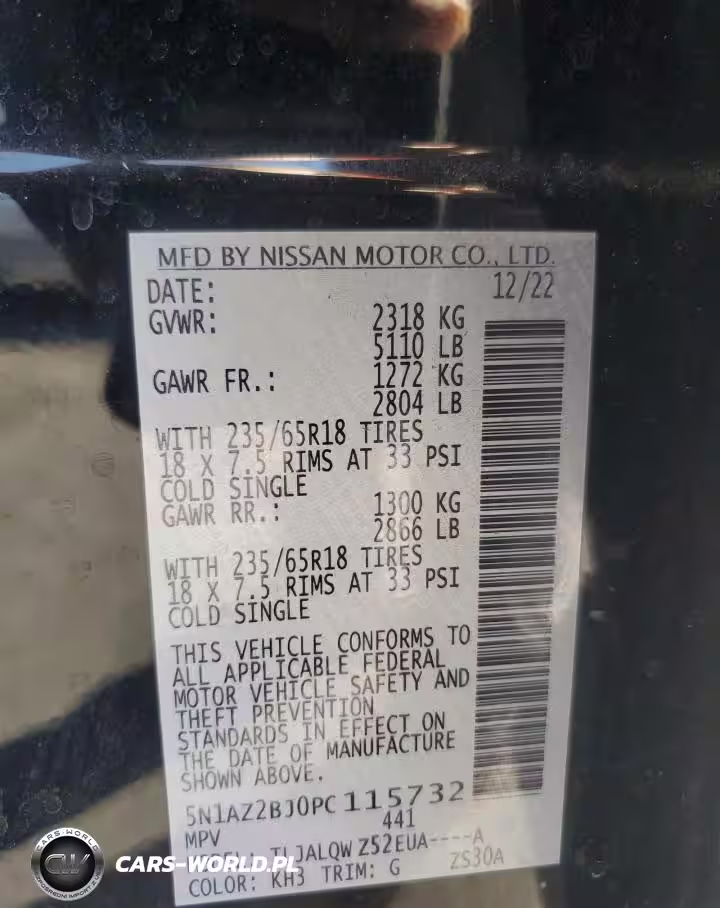 MFD BY NISSAN MOTOR CO., LTD.
DATE: 12/22
GVWR: 2318 KG
5110 LB
GAWR FR.: 1272 KG
2804 LB
WITH 235/65R18 TIRES
18 X 7.5 RIMS AT 33 PSI
COLD SINGLE
GAWR RR.: 1300 KG
2866 LB
WITH 235/65R18 TIRES
18 X 7.5 RIMS AT 33 PSI
COLD SINGLE
THIS VEHICLE CONFORMS TO
ALL APPLICABLE FEDERAL
MOTOR VEHICLE SAFETY AND
THEFT PREVENTION
STANDARDS IN EFFECT ON
THE DATE OF MANUFACTURE
SHOWN ABOVE.
5N1AZ2BJ0PC115732
MPV 441
TLJALQW Z52EUA----A
COLOR: KH3 TRIM: G ZS30A
CARS-WORLD
CW
CARS-WORLD.PL